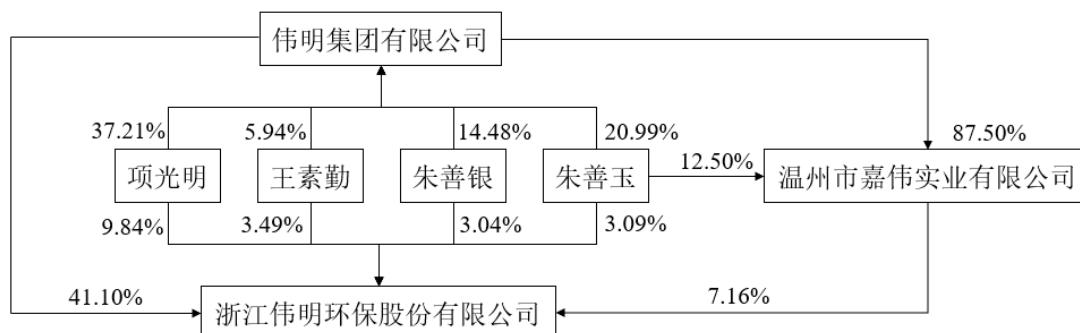 伟明集团有限公司
37.21%
5.94%
14.48%
20.99%
87.50%
项光明
王素勤
朱善银
朱善玉
12.50%
温州市嘉伟实业有限公司
9.84%
3.49%
3.04%
3.09%
41.10%
浙江伟明环保股份有限公司
7.16%